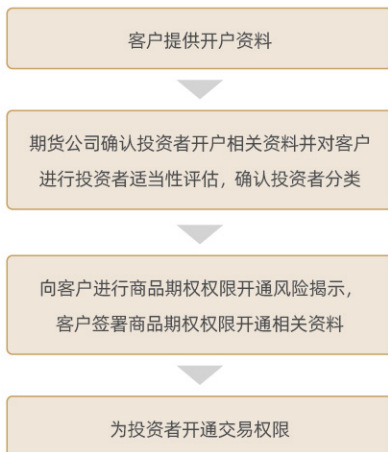 客户提供开户资料
期货公司确认投资者开户相关资料并对客户
进行投资者适当性评估，确认投资者分类
向客户进行商品期权权限开通风险揭示，
客户签署商品期权权限开通相关资料
为投资者开通交易权限